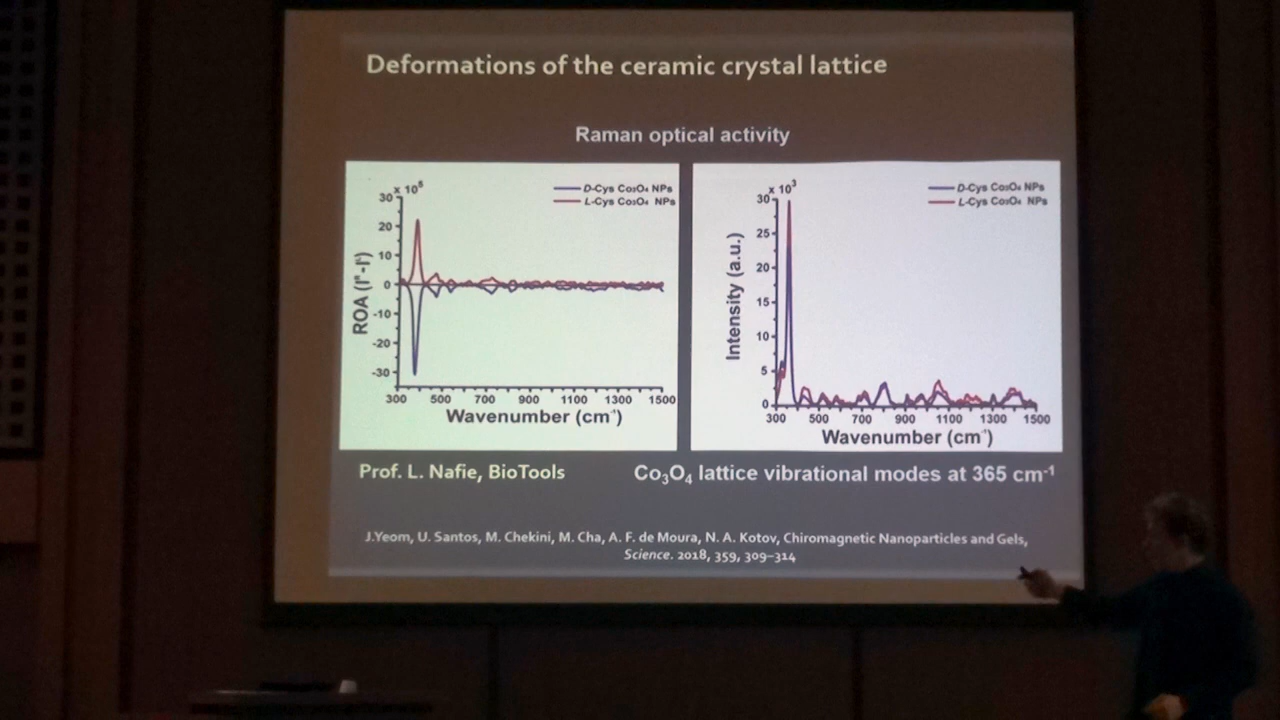 Deformations of the ceramic crystal lattice
Raman optical activity
x 10⁵
D-Cys Co₃O₄ NPs
L-Cys Co₃O₄ NPs
30
20
10
0
-10
-20
-30
ROA (Iᴿ-Iᴸ)
300 500 700 900 1100 1300 1500
Wavenumber (cm⁻¹)
x 10³
D-Cys Co₃O₄ NPs
L-Cys Co₃O₄ NPs
30
25
20
15
10
5
0
Intensity (a.u.)
300 500 700 900 1100 1300 1500
Wavenumber (cm⁻¹)
Prof. L. Nafie, BioTools
Co₃O₄ lattice vibrational modes at 365 cm⁻¹
J.Yeom, U. Santos, M. Chekini, M. Cha, A. F. de Moura, N. A. Kotov, Chiromagnetic Nanoparticles and Gels,
Science. 2018, 359, 309–314